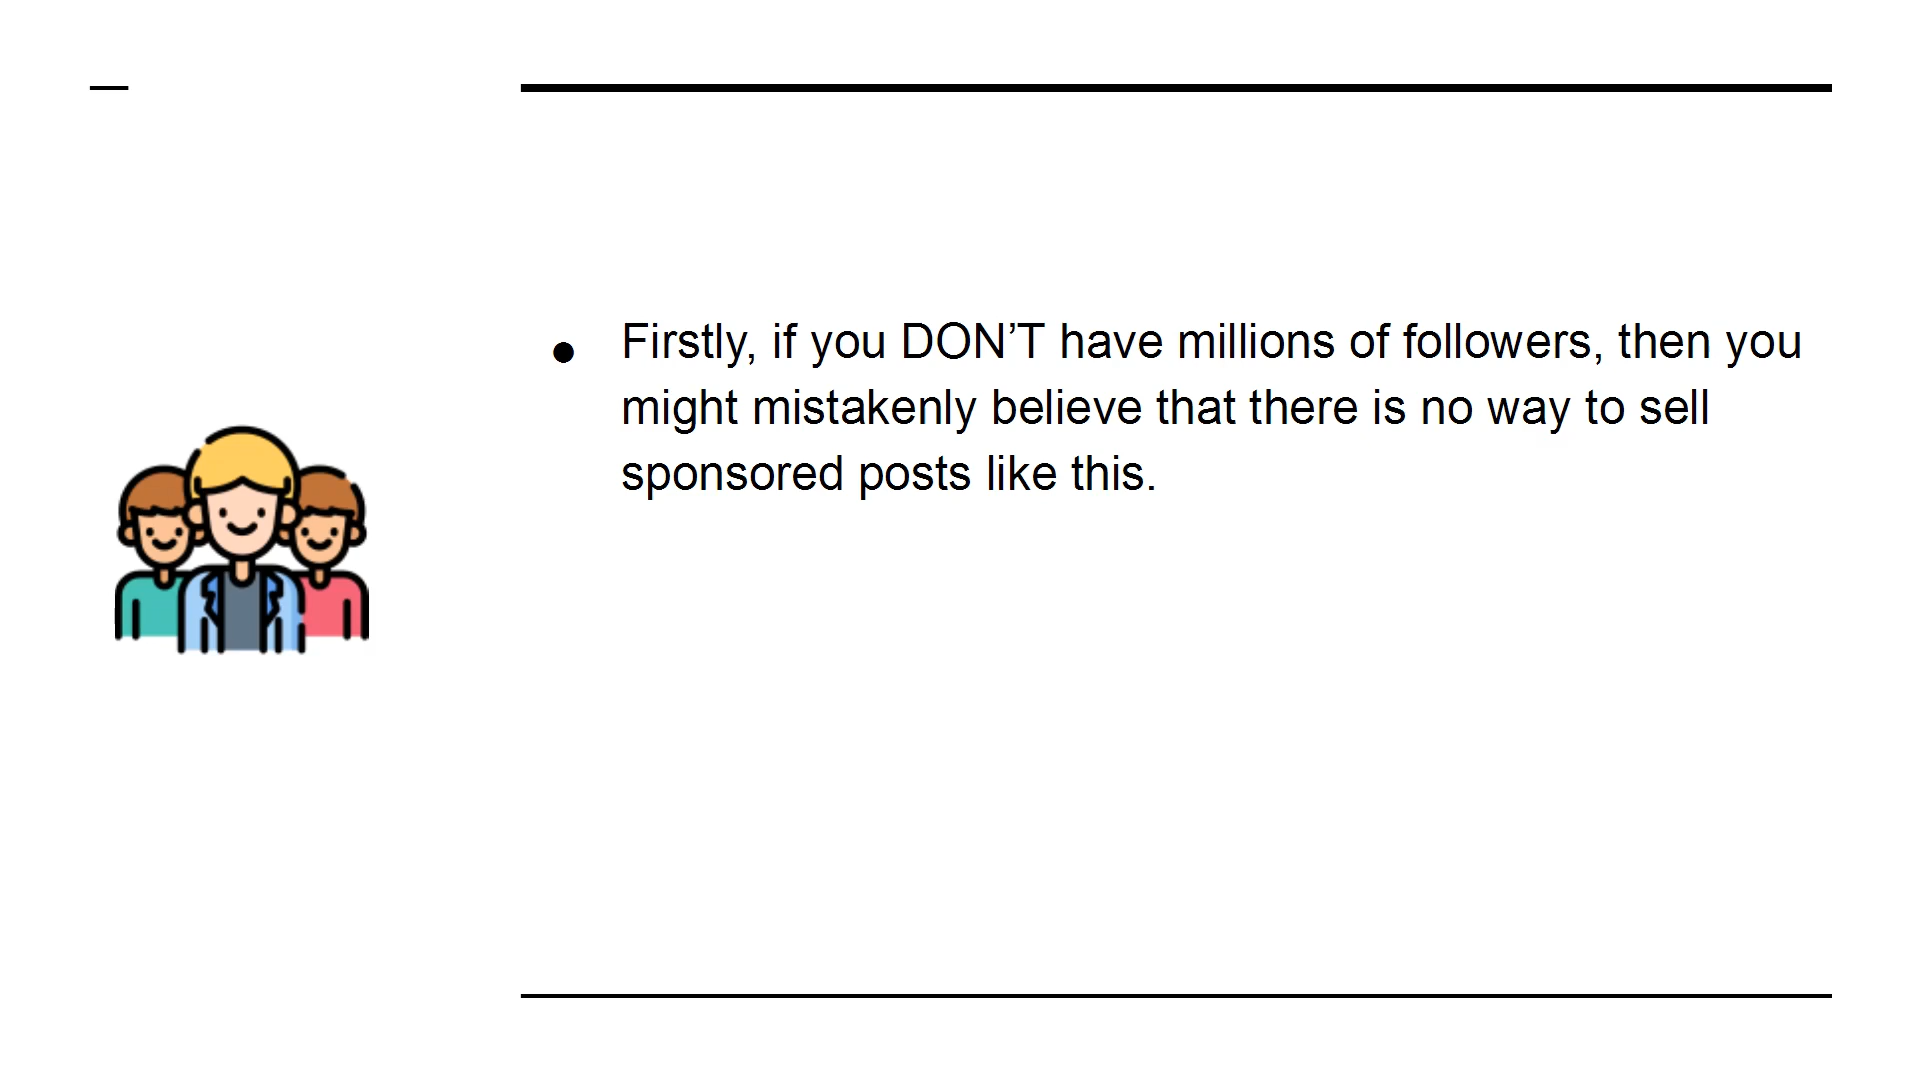 ● Firstly, if you DON’T have millions of followers, then you
might mistakenly believe that there is no way to sell
sponsored posts like this.